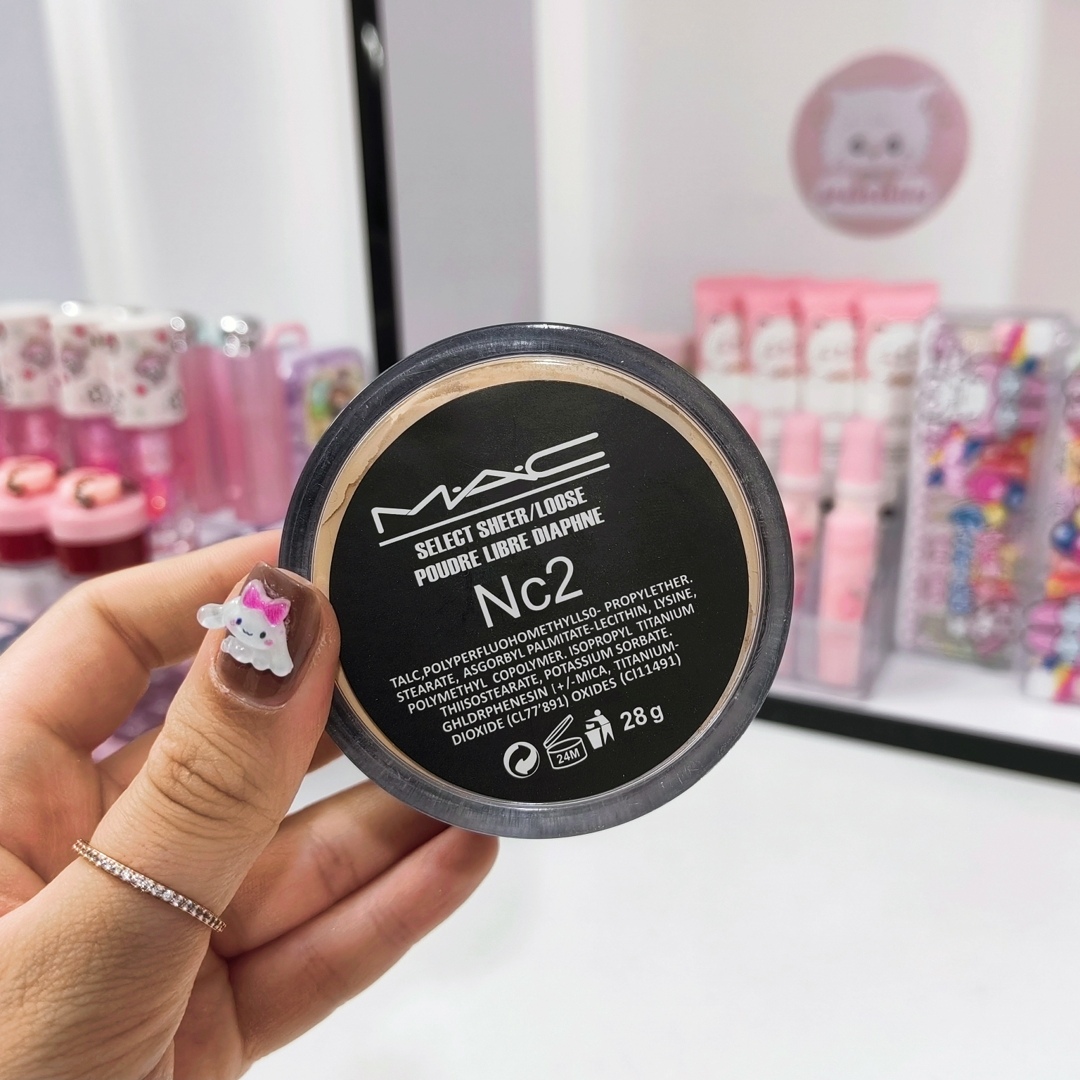 M·A·C
SELECT SHEER/LOOSE
POUDRE LIBRE DIAPHNE
Nc2
TALC,POLYPERFLUOHOMETHYLLSO- PROPYLETHER.
STEARATE, ASGORBYL PALMITATE-LECITHIN, LYSINE,
POLYMETHYL COPOLYMER. ISOPROPYL TITANIUM
THIISOSTEARATE, POTASSIUM SORBATE.
GHLDRPHENESIN [+/-MICA, TITANIUM-
DIOXIDE (CL77'891) OXIDES (CI11491)
24M
28 g